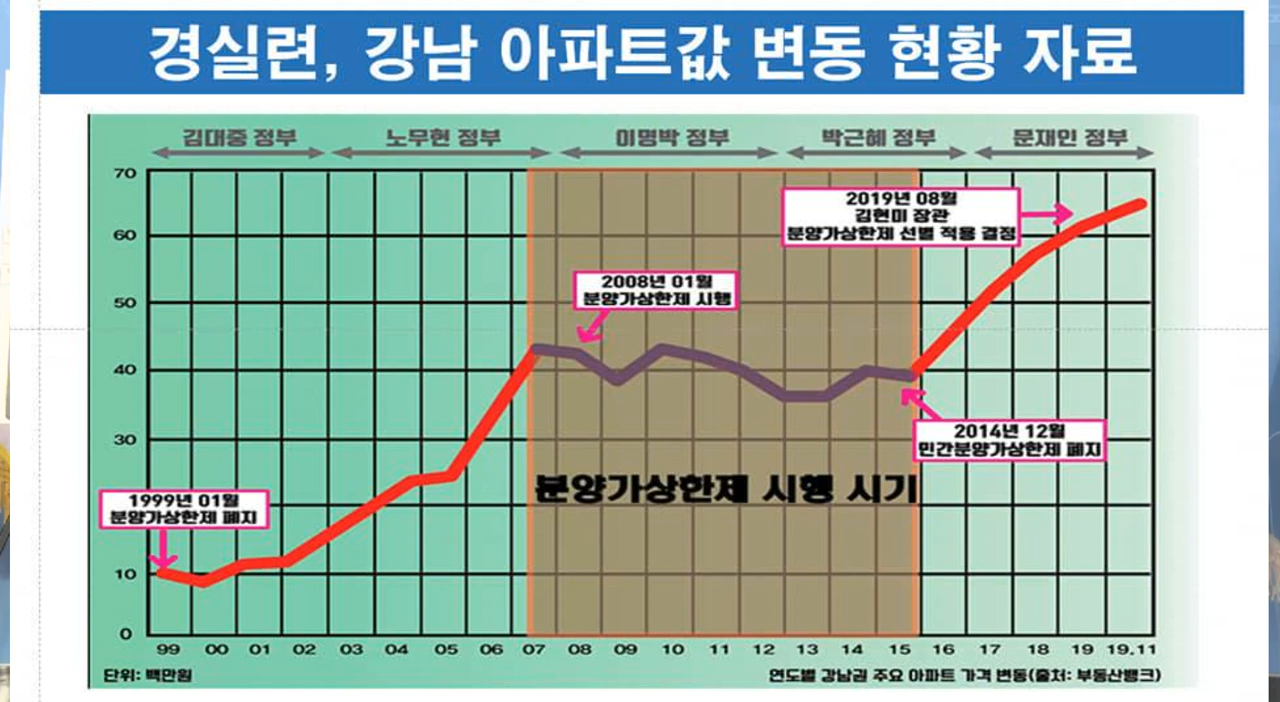 경실련, 강남 아파트값 변동 현황 자료
김대중 정부 노무현 정부 이명박 정부 박근혜 정부 문재인 정부
70
2019년 08월
김현미 장관
분양가상한제 선별 적용 결정
60
2008년 01월
분양가상한제 시행
50
40
2014년 12월
민간분양가상한제 폐지
30
분양가상한제 시행 시기
1999년 01월
분양가상한제 폐지
10
0
99 00 01 02 03 04 05 06 07 08 09 10 11 12 13 14 15 16 17 18 19 19.11
단위: 백만원
연도별 강남권 주요 아파트 가격 변동(출처: 부동산뱅크)